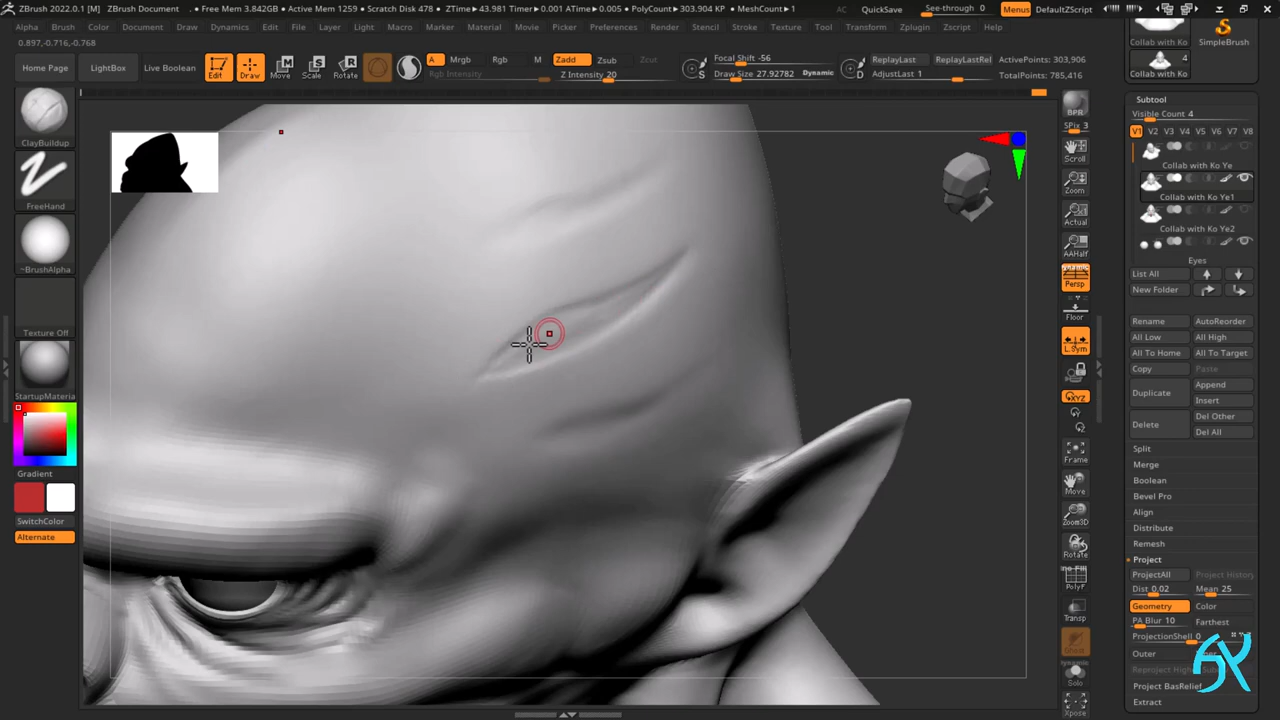 ZBrush 2022.0.1 [M] ZBrush Document . • Free Mem 3.842GB • Active Mem 1259 • Scratch Disk 478 • ZTime▸43.981 Timer▸0.001 ATime▸0.005 • PolyCount▸303.904 KP • MeshCount▸1 AC QuickSave See-through 0 Menus DefaultZScript
Alpha Brush Color Document Draw Dynamics Edit File Layer Light Macro Marker Material Movie Picker Preferences Render Stencil Stroke Texture Tool Transform Zplugin Zscript Help
0.897,-0.716,-0.768
Home Page LightBox Live Boolean Edit Draw Move Scale Rotate A Mrgb Rgb M Zadd Zsub Zcut
Rgb Intensity Z Intensity 20
S Focal Shift -56
Draw Size 27.92782 Dynamic
D ReplayLast ReplayLastRel
AdjustLast 1
ActivePoints: 303,906
TotalPoints: 785,416
ClayBuildup
FreeHand
~BrushAlpha
Texture Off
StartupMateria
Gradient
SwitchColor
Alternate
BPR
SPix 3
Scroll
Zoom
Actual
AAHalf
Dynamic
Persp
Floor
L.Sym
XYZ
Y
Z
Frame
Move
Zoom3D
Rotate
PolyF
Transp
Ghost
Dynamic
Solo
Xpose
Collab with Ko SimpleBrush
4
Collab with Ko
Subtool
Visible Count 4
V1 V2 V3 V4 V5 V6 V7 V8
Collab with Ko Ye
Collab with Ko Ye1
Collab with Ko Ye2
Eyes
List All
New Folder
Rename AutoReorder
All Low All High
All To Home All To Target
Copy Paste
Duplicate Append
Insert
Delete Del Other
Del All
Split
Merge
Boolean
Bevel Pro
Align
Distribute
Remesh
Project
ProjectAll Project History
Dist 0.02 Mean 25
Geometry Color
PA Blur 10 Farthest
ProjectionShell 0
Outer Inner
Project BasRelief
Extract